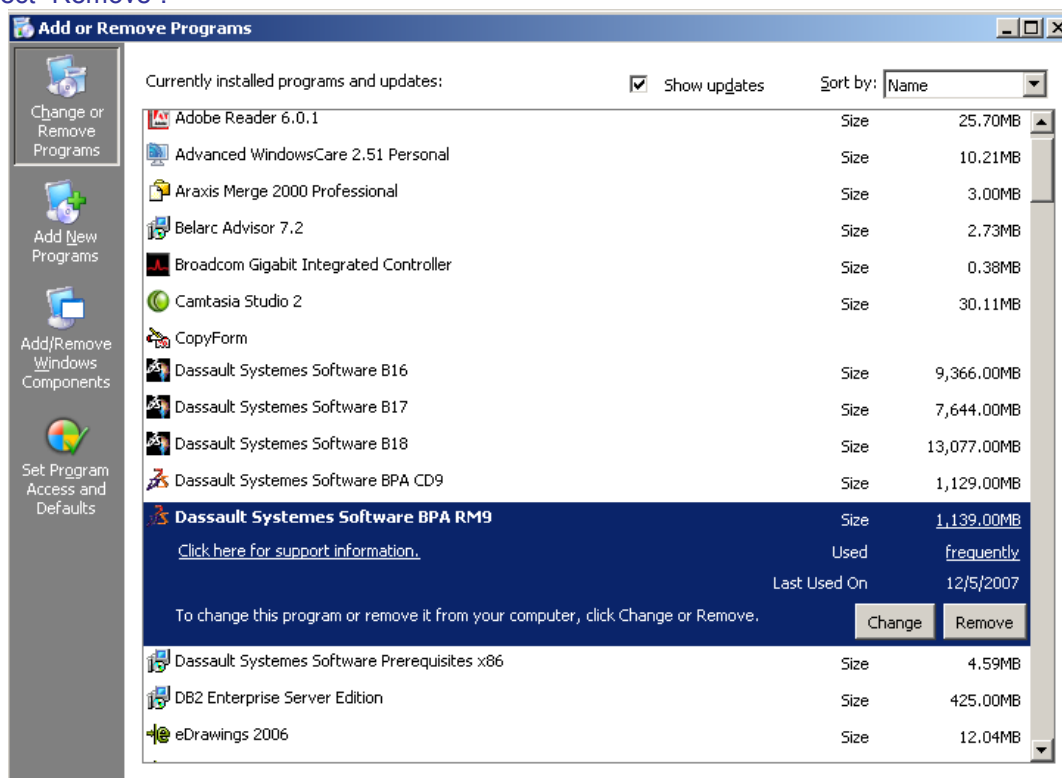 "Remove".
Add or Remove Programs
Change or
Remove
Programs
Add New
Programs
Add/Remove
Windows
Components
Set Program
Access and
Defaults
Currently installed programs and updates: Show updates Sort by: Name
Adobe Reader 6.0.1 Size 25.70MB
Advanced WindowsCare 2.51 Personal Size 10.21MB
Araxis Merge 2000 Professional Size 3.00MB
Belarc Advisor 7.2 Size 2.73MB
Broadcom Gigabit Integrated Controller Size 0.38MB
Camtasia Studio 2 Size 30.11MB
CopyForm
Dassault Systemes Software B16 Size 9,366.00MB
Dassault Systemes Software B17 Size 7,644.00MB
Dassault Systemes Software B18 Size 13,077.00MB
Dassault Systemes Software BPA CD9 Size 1,129.00MB
Dassault Systemes Software BPA RM9 Size 1,139.00MB
Click here for support information. Used frequently
Last Used On 12/5/2007
To change this program or remove it from your computer, click Change or Remove. Change Remove
Dassault Systemes Software Prerequisites x86 Size 4.59MB
DB2 Enterprise Server Edition Size 425.00MB
eDrawings 2006 Size 12.04MB